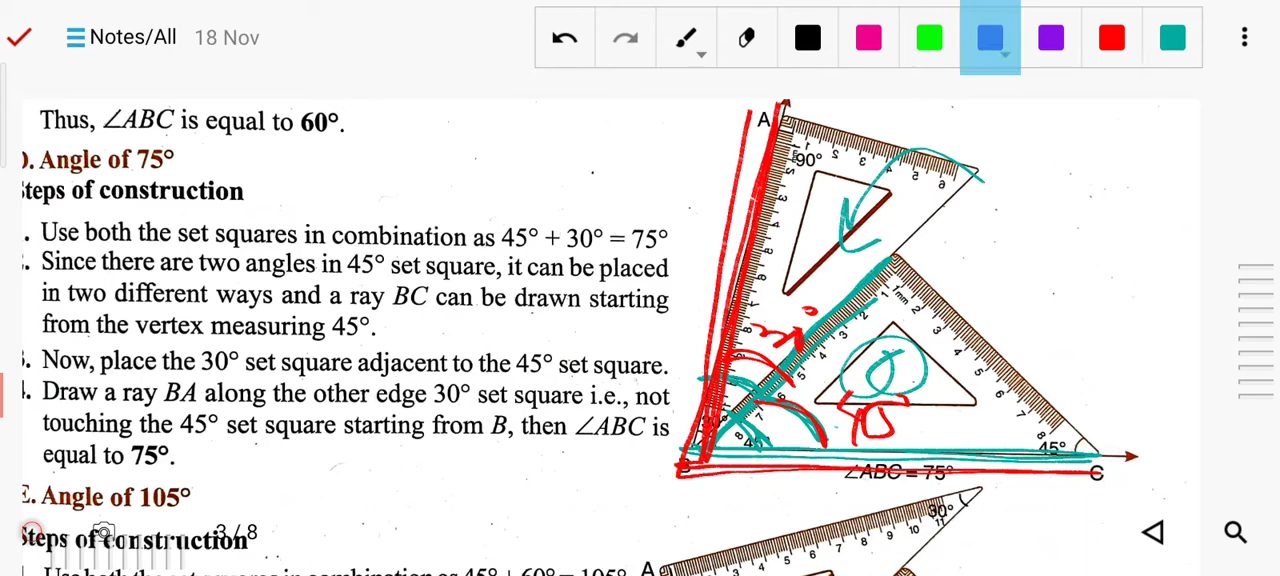 Notes/All 18 Nov
Thus, ∠ABC is equal to 60°.
). Angle of 75°
Steps of construction
. Use both the set squares in combination as 45° + 30° = 75°
. Since there are two angles in 45° set square, it can be placed
in two different ways and a ray BC can be drawn starting
from the vertex measuring 45°.
. Now, place the 30° set square adjacent to the 45° set square.
. Draw a ray BA along the other edge 30° set square i.e., not
touching the 45° set square starting from B, then ∠ABC is
equal to 75°.
E. Angle of 105°
Steps of construction
3/8
A
90°
45°
B
C
∠ABC = 75°
30°
A